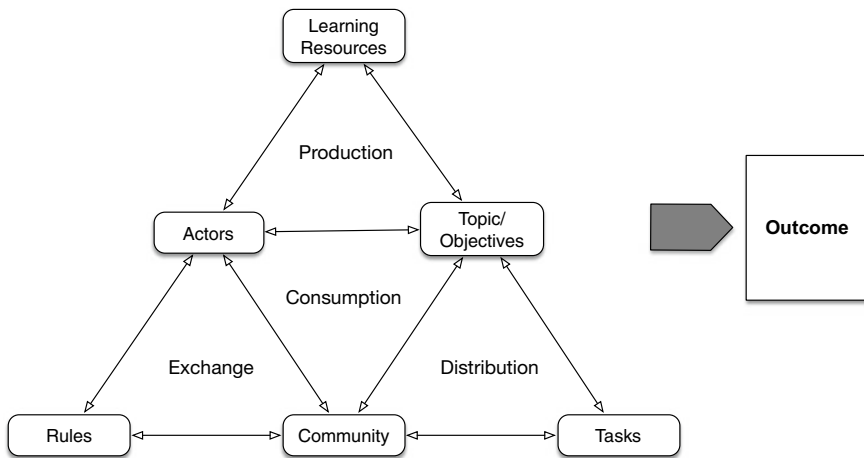 Learning
Resources
Production
Actors
Topic/
Objectives
Outcome
Consumption
Exchange
Distribution
Rules
Community
Tasks